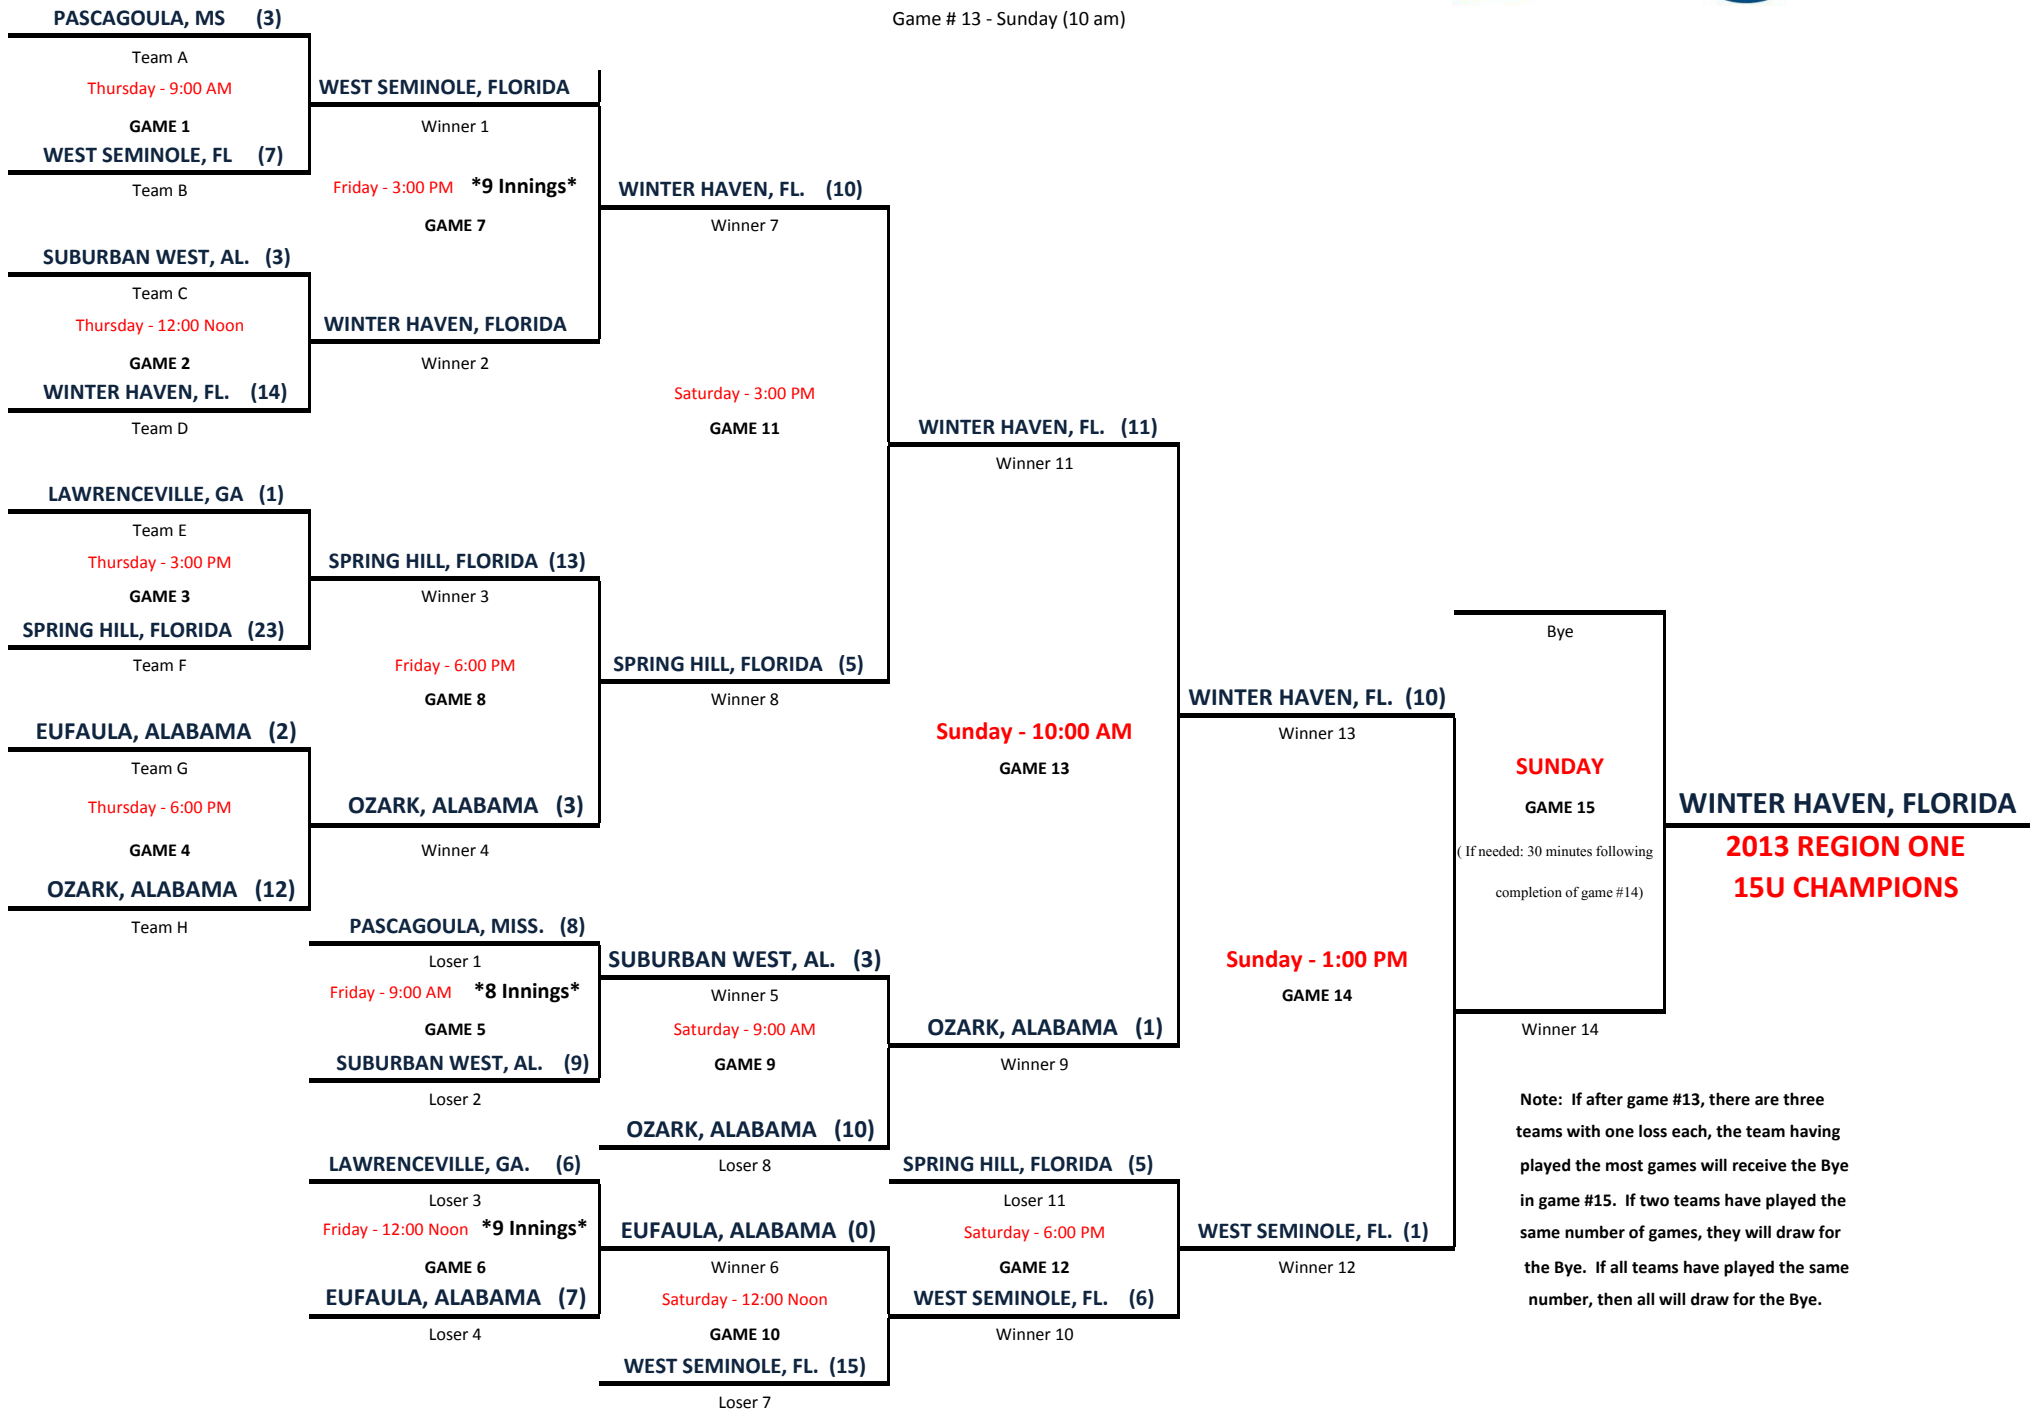 Game # 13 - Sunday (10 am)
PASCAGOULA, MS (3)
Team A
Thursday - 9:00 AM
GAME 1
WEST SEMINOLE, FL (7)
Team B
SUBURBAN WEST, AL. (3)
Team C
Thursday - 12:00 Noon
GAME 2
WINTER HAVEN, FL. (14)
Team D
LAWRENCEVILLE, GA (1)
Team E
Thursday - 3:00 PM
GAME 3
SPRING HILL, FLORIDA (23)
Team F
EUFAULA, ALABAMA (2)
Team G
Thursday - 6:00 PM
GAME 4
OZARK, ALABAMA (12)
Team H
WEST SEMINOLE, FLORIDA
Winner 1
Friday - 3:00 PM *9 Innings*
GAME 7
WINTER HAVEN, FLORIDA
Winner 2
SPRING HILL, FLORIDA (13)
Winner 3
Friday - 6:00 PM
GAME 8
OZARK, ALABAMA (3)
Winner 4
PASCAGOULA, MISS. (8)
Loser 1
Friday - 9:00 AM *8 Innings*
GAME 5
SUBURBAN WEST, AL. (9)
Loser 2
LAWRENCEVILLE, GA. (6)
Loser 3
Friday - 12:00 Noon *9 Innings*
GAME 6
EUFAULA, ALABAMA (7)
Loser 4
WINTER HAVEN, FL. (10)
Winner 7
Saturday - 3:00 PM
GAME 11
SPRING HILL, FLORIDA (5)
Winner 8
SUBURBAN WEST, AL. (3)
Winner 5
Saturday - 9:00 AM
GAME 9
OZARK, ALABAMA (10)
Loser 8
EUFAULA, ALABAMA (0)
Winner 6
Saturday - 12:00 Noon
GAME 10
WEST SEMINOLE, FL. (15)
Loser 7
WINTER HAVEN, FL. (11)
Winner 11
Sunday - 10:00 AM
GAME 13
OZARK, ALABAMA (1)
Winner 9
SPRING HILL, FLORIDA (5)
Loser 11
Saturday - 6:00 PM
GAME 12
WEST SEMINOLE, FL. (6)
Winner 10
WINTER HAVEN, FL. (10)
Winner 13
Sunday - 1:00 PM
GAME 14
WEST SEMINOLE, FL. (1)
Winner 12
Bye
SUNDAY
GAME 15
( If needed: 30 minutes following
completion of game #14)
Winner 14
WINTER HAVEN, FLORIDA
2013 REGION ONE
15U CHAMPIONS
Note: If after game #13, there are three
teams with one loss each, the team having
played the most games will receive the Bye
in game #15. If two teams have played the
same number of games, they will draw for
the Bye. If all teams have played the same
number, then all will draw for the Bye.